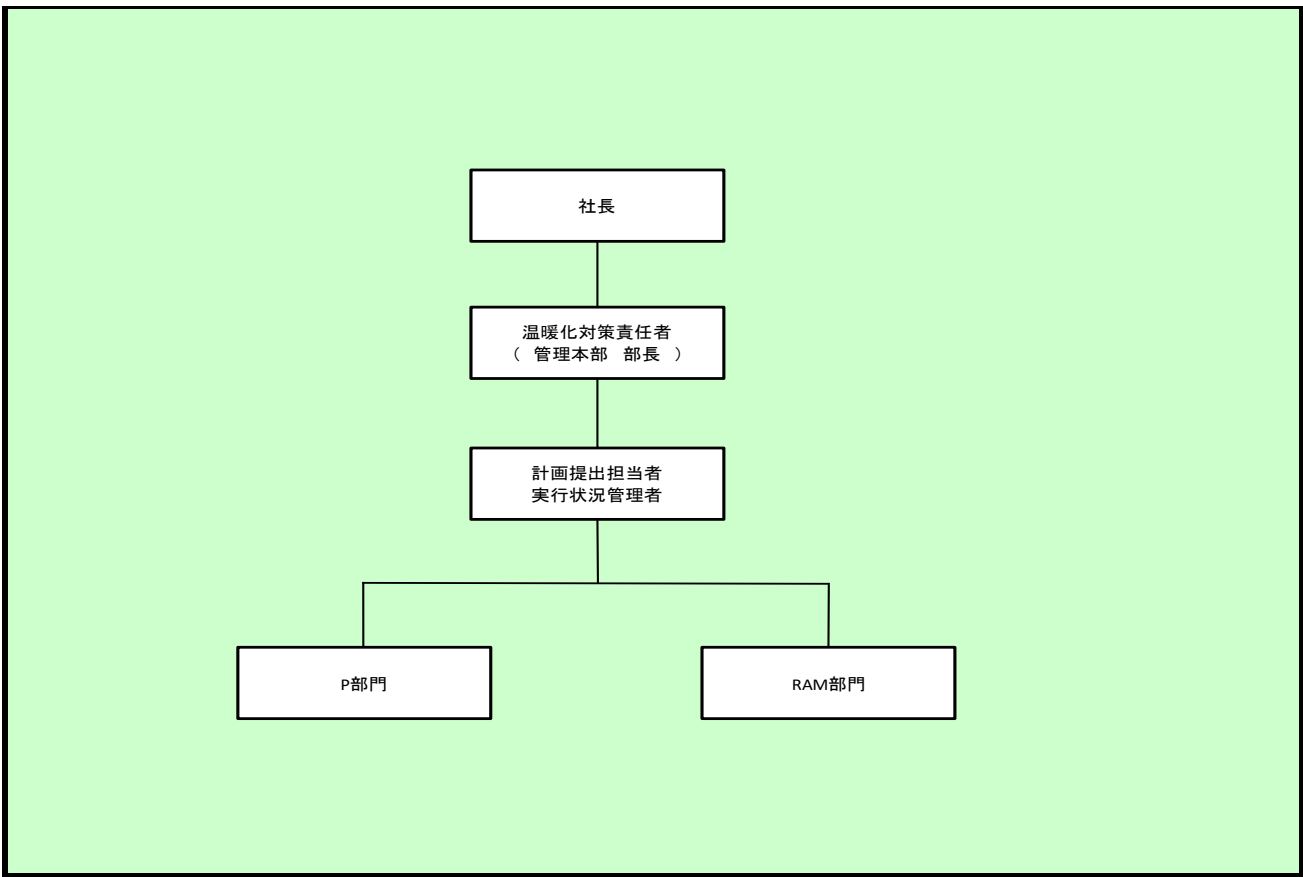 社長
温暖化対策責任者
（　管理本部　部長　）
計画提出担当者
実行状況管理者
P部門
RAM部門